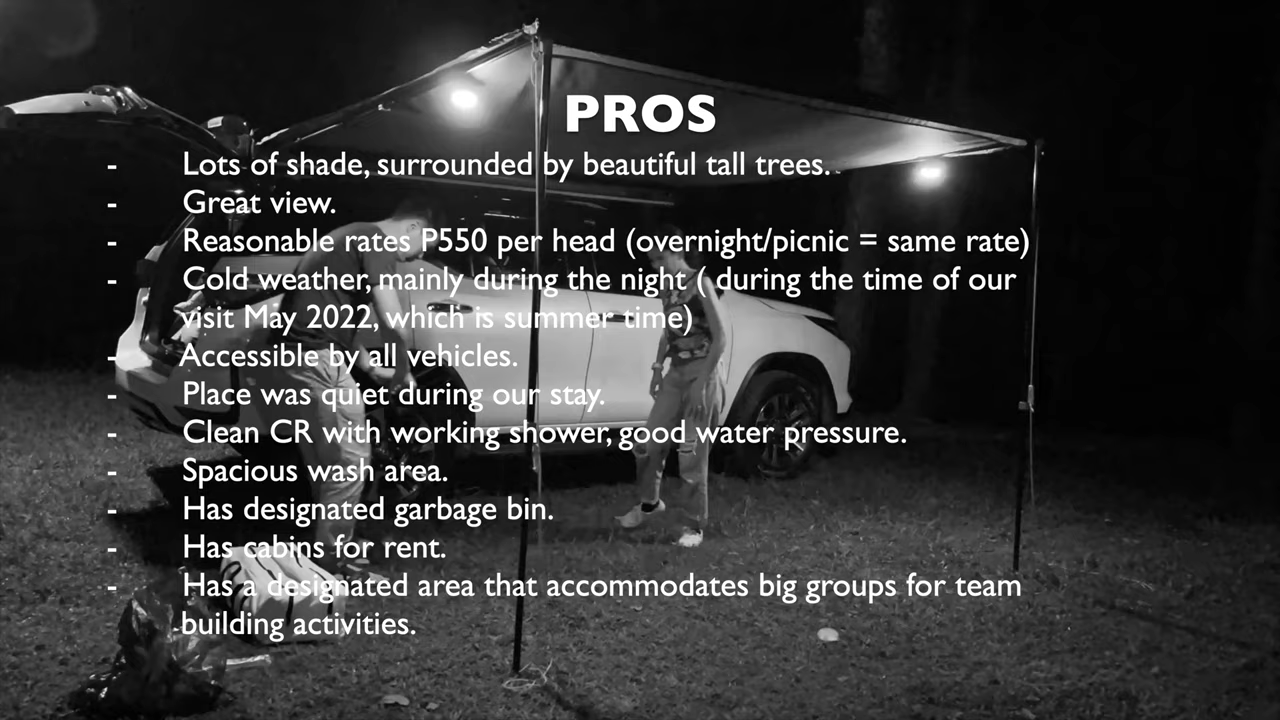 PROS
- Lots of shade, surrounded by beautiful tall trees.
- Great view.
- Reasonable rates P550 per head (overnight/picnic = same rate)
- Cold weather, mainly during the night ( during the time of our
visit May 2022, which is summer time)
- Accessible by all vehicles.
- Place was quiet during our stay.
- Clean CR with working shower, good water pressure.
- Spacious wash area.
- Has designated garbage bin.
- Has cabins for rent.
- Has a designated area that accommodates big groups for team
building activities.